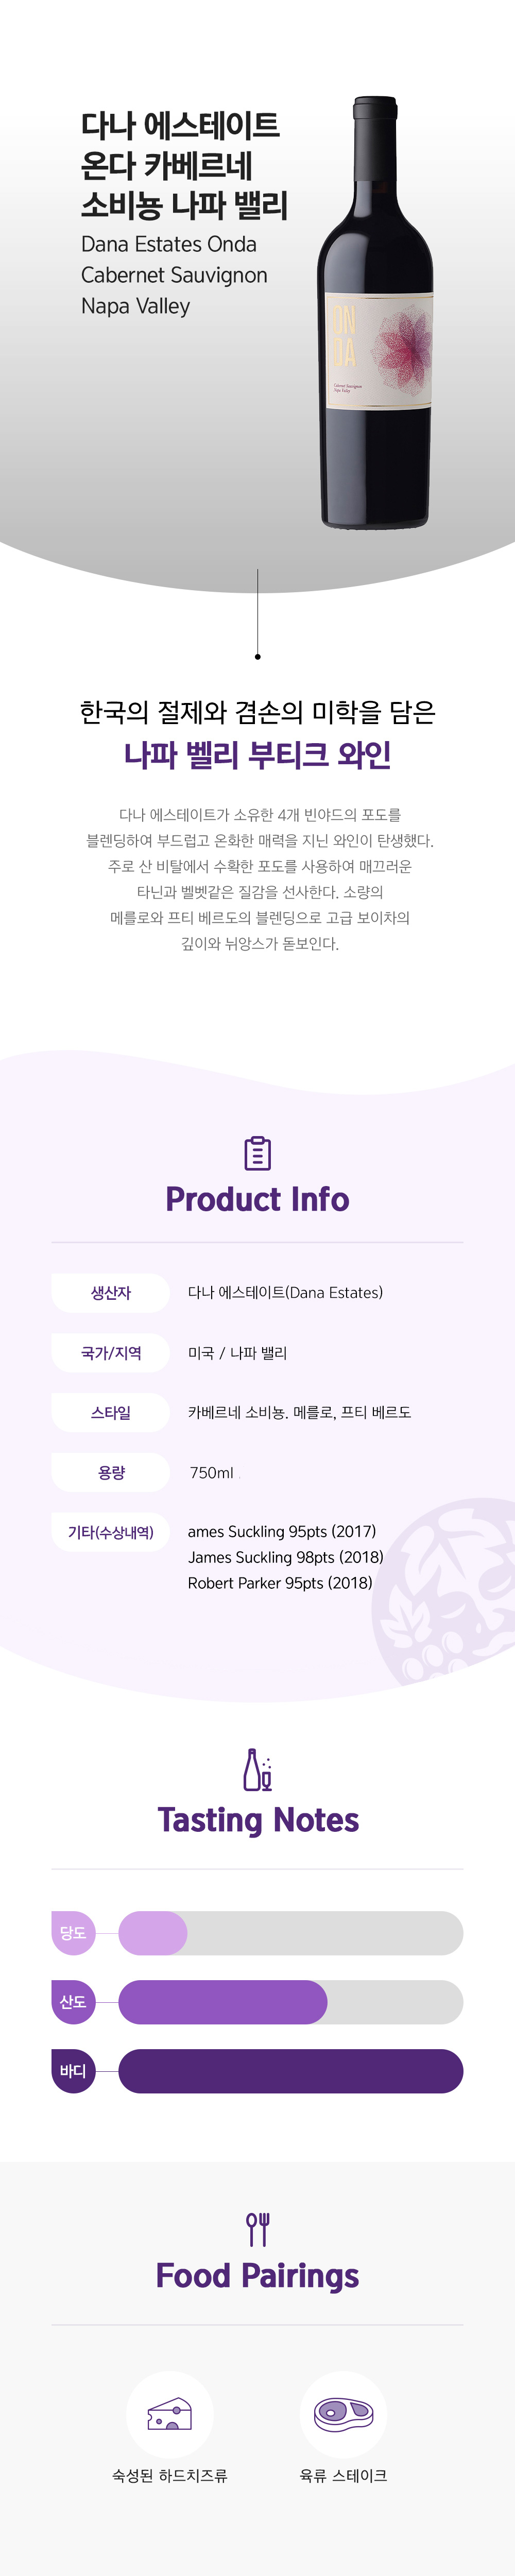 다나 에스테이트
온다 카베르네
소비뇽 나파 밸리
Dana Estates Onda
Cabernet Sauvignon
Napa Valley
ON
DA
Cabernet Sauvignon
Napa Valley
한국의 절제와 겸손의 미학을 담은
나파 벨리 부티크 와인
다나 에스테이트가 소유한 4개 빈야드의 포도를
블렌딩하여 부드럽고 온화한 매력을 지닌 와인이 탄생했다.
주로 산 비탈에서 수확한 포도를 사용하여 매끄러운
타닌과 벨벳같은 질감을 선사한다. 소량의
메를로와 프티 베르도의 블렌딩으로 고급 보이차의
깊이와 뉘앙스가 돋보인다.
Product Info
생산자
다나 에스테이트(Dana Estates)
국가/지역
미국 / 나파 밸리
스타일
카베르네 소비뇽. 메를로, 프티 베르도
용량
750ml
기타(수상내역)
ames Suckling 95pts (2017)
James Suckling 98pts (2018)
Robert Parker 95pts (2018)
Tasting Notes
당도
산도
바디
Food Pairings
숙성된 하드치즈류
육류 스테이크